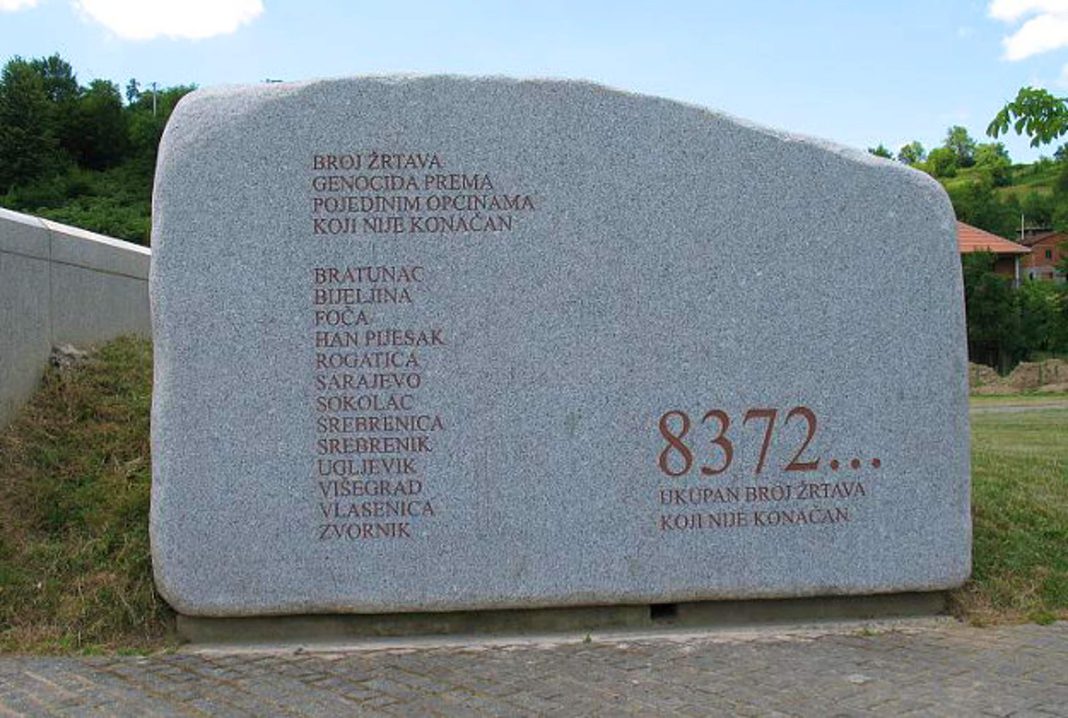 BROJ ŽRTAVA
GENOCIDA PREMA
POJEDINIM OPĆINAMA
KOJI NIJE KONAČAN
BRATUNAC
BIJELJINA
FOČA
HAN PIJESAK
ROGATICA
SARAJEVO
SOKOLAC
SREBRENICA
SREBRENIK
UGLJEVIK
VIŠEGRAD
VLASENICA
ZVORNIK
8372...
UKUPAN BROJ ŽRTAVA
KOJI NIJE KONAČAN